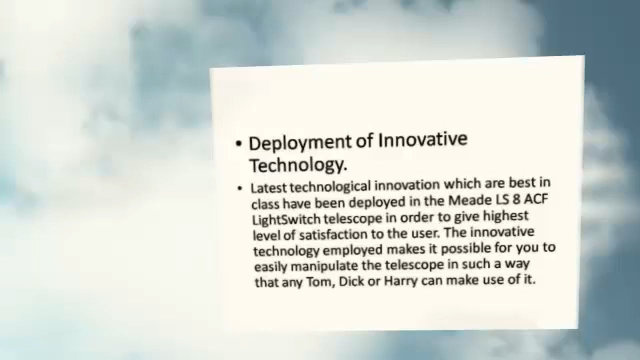 • Deployment of Innovative
Technology.
• Latest technological innovation which are best in
class have been deployed in the Meade LS 8 ACF
LightSwitch telescope in order to give highest
level of satisfaction to the user. The innovative
technology employed makes it possible for you to
easily manipulate the telescope in such a way
that any Tom, Dick or Harry can make use of it.